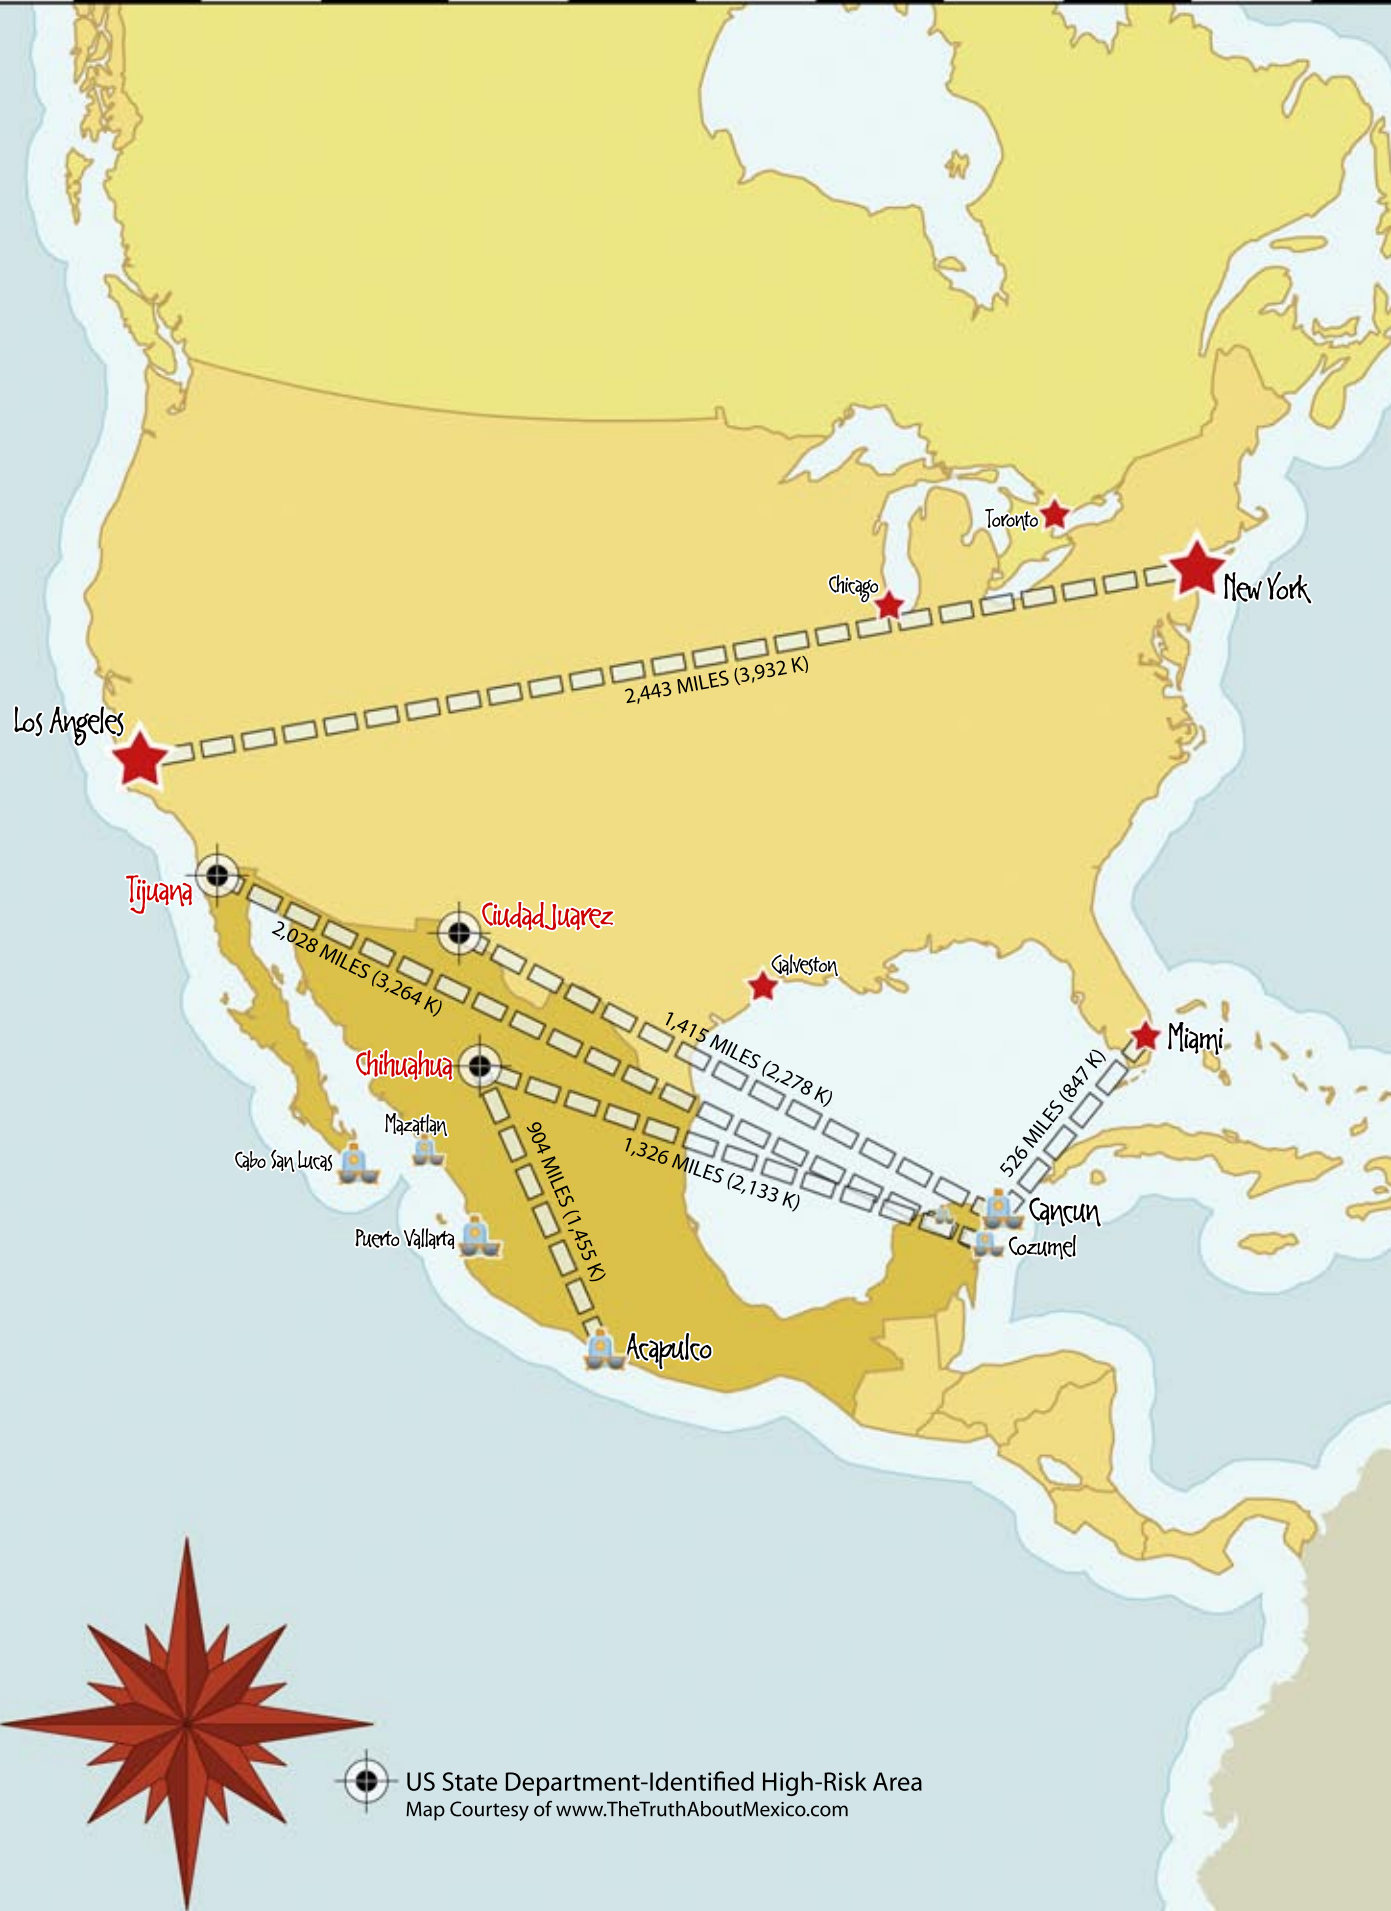 Toronto
Chicago
New York
2,443 MILES (3,932 K)
Los Angeles
Tijuana
Ciudad Juarez
2,028 MILES (3,264 K)
Galveston
1,415 MILES (2,278 K)
Miami
Chihuahua
526 MILES (847 K)
Mazatlan
904 MILES (1,455 K)
1,326 MILES (2,133 K)
Cabo San Lucas
Cancun
Puerto Vallarta
Cozumel
Acapulco
US State Department-Identified High-Risk Area
Map Courtesy of www.TheTruthAboutMexico.com